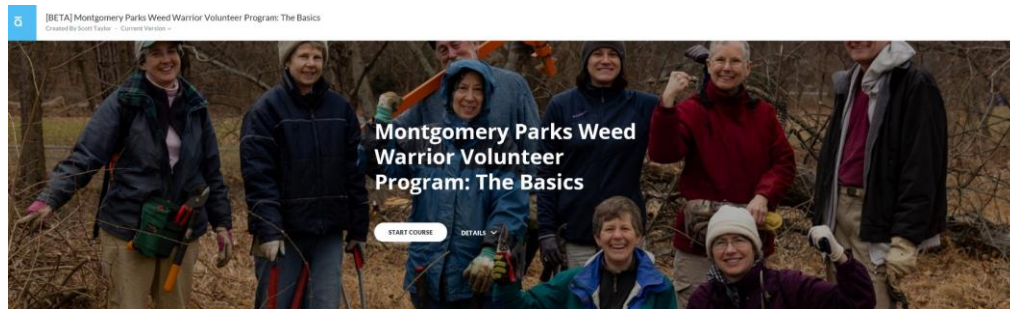 [BETA] Montgomery Parks Weed Warrior Volunteer Program: The Basics
Created By Scott Taylor - Current Version
Montgomery Parks Weed
Warrior Volunteer
Program: The Basics
START COURSE DETAILS